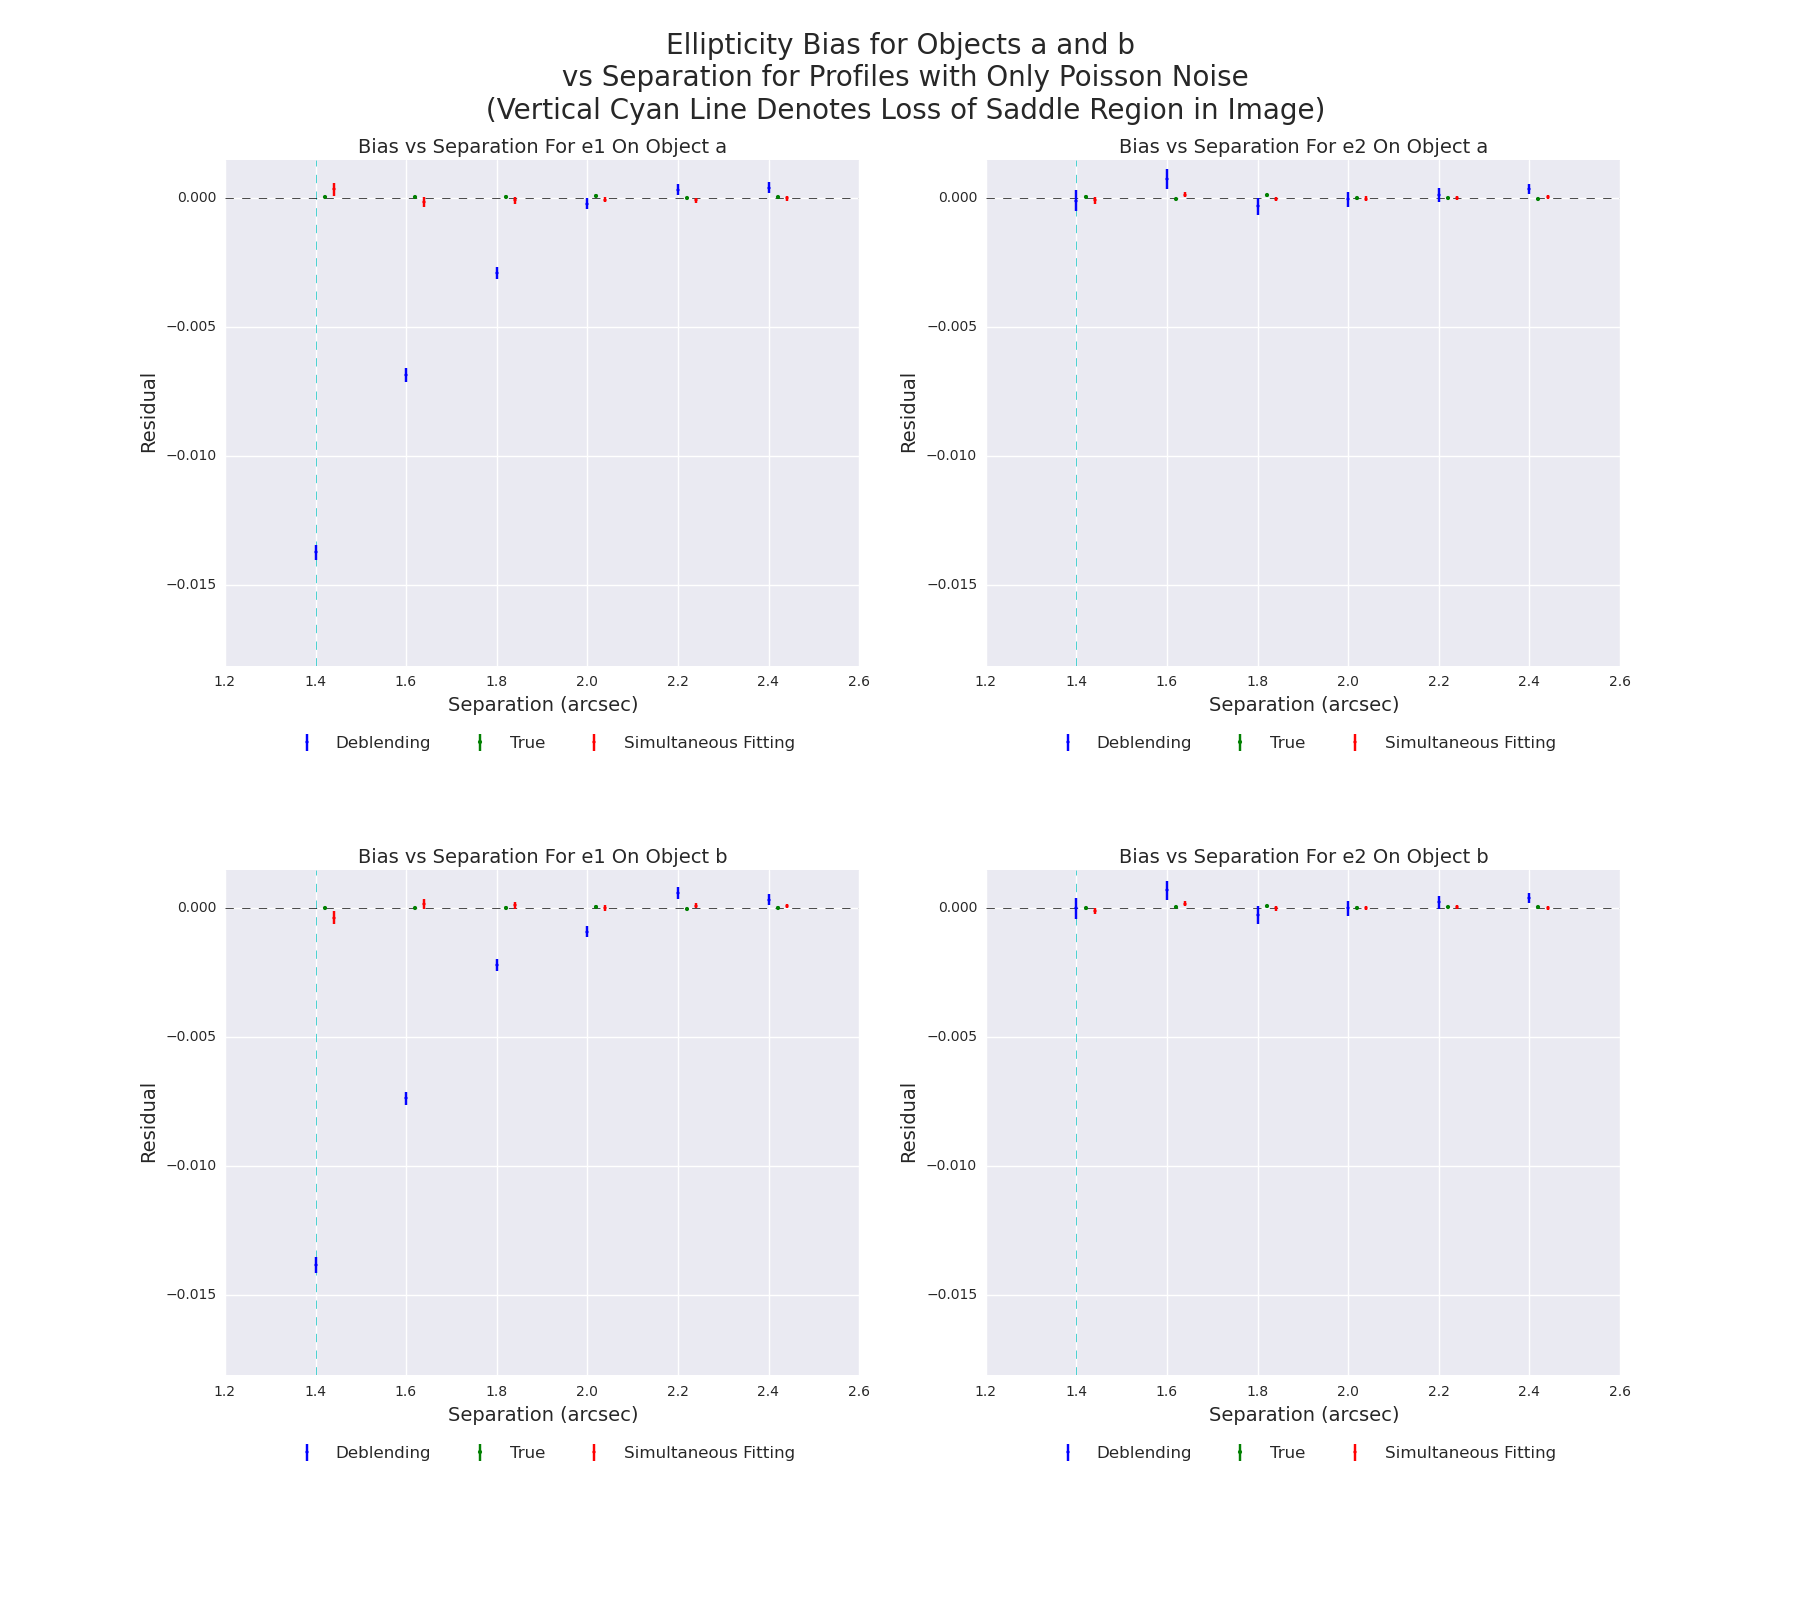 Ellipticity Bias for Objects a and b
vs Separation for Profiles with Only Poisson Noise
(Vertical Cyan Line Denotes Loss of Saddle Region in Image)
Bias vs Separation For e1 On Object a
0.000
−0.005
−0.010
−0.015
Residual
1.2 1.4 1.6 1.8 2.0 2.2 2.4 2.6
Separation (arcsec)
Deblending True Simultaneous Fitting
Bias vs Separation For e2 On Object a
0.000
−0.005
−0.010
−0.015
Residual
1.2 1.4 1.6 1.8 2.0 2.2 2.4 2.6
Separation (arcsec)
Deblending True Simultaneous Fitting
Bias vs Separation For e1 On Object b
0.000
−0.005
−0.010
−0.015
Residual
1.2 1.4 1.6 1.8 2.0 2.2 2.4 2.6
Separation (arcsec)
Deblending True Simultaneous Fitting
Bias vs Separation For e2 On Object b
0.000
−0.005
−0.010
−0.015
Residual
1.2 1.4 1.6 1.8 2.0 2.2 2.4 2.6
Separation (arcsec)
Deblending True Simultaneous Fitting